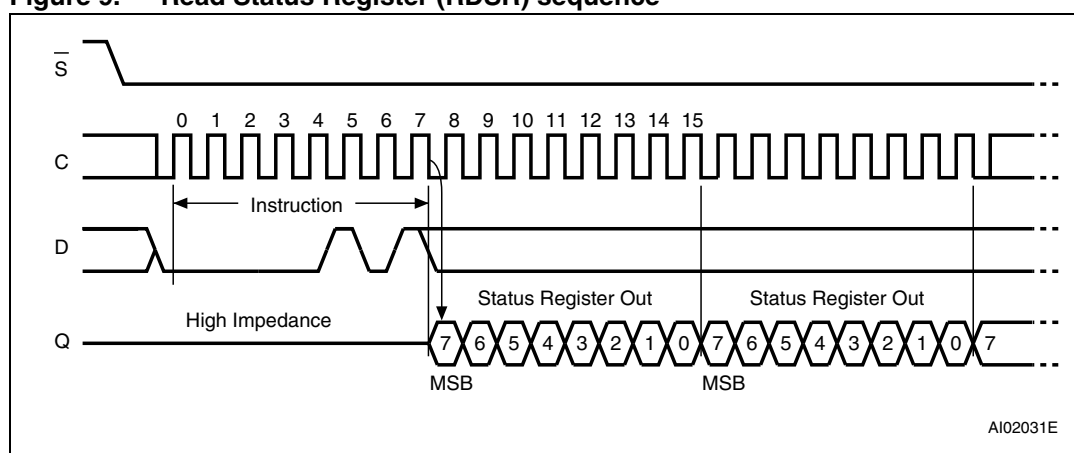 Figure 9. Read Status Register (RDSR) sequence
S
0 1 2 3 4 5 6 7 8 9 10 11 12 13 14 15
C
Instruction
D
Status Register Out Status Register Out
High Impedance
Q 7 6 5 4 3 2 1 0 7 6 5 4 3 2 1 0 7
MSB MSB
AI02031E